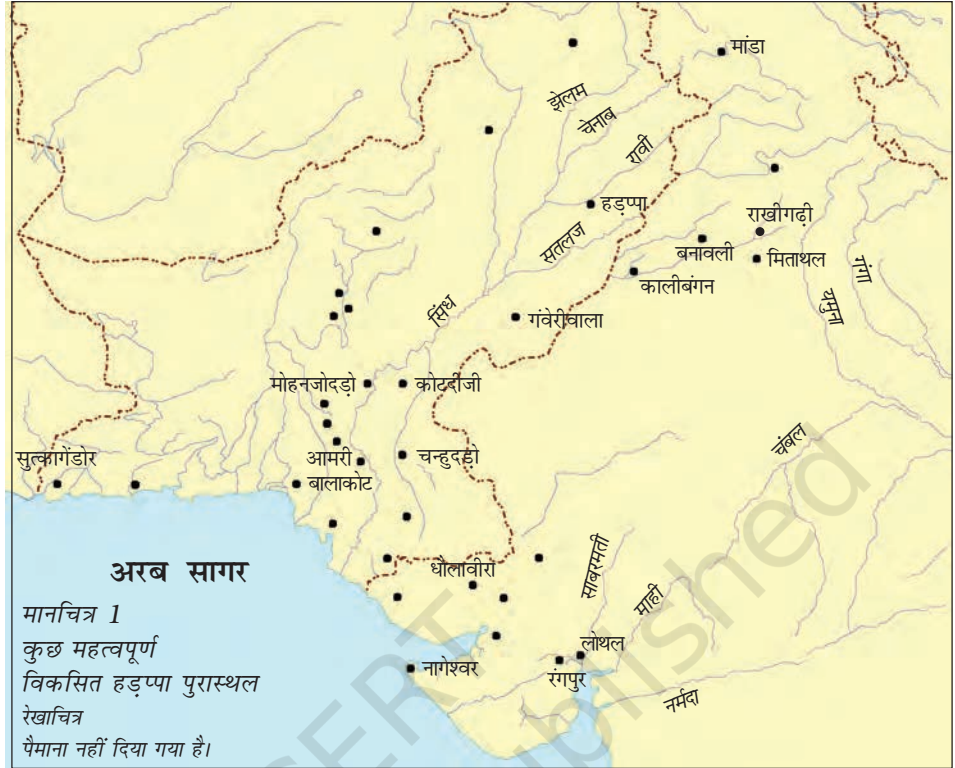 मांडा
झेलम
चेनाब
रावी
हड़प्पा
राखीगढ़ी
सतलज
बनावली
मिताथल
गंगा
कालीबंगन
यमुना
सिंध
गंवेरीवाला
मोहनजोदड़ो
कोटदीजी
चंबल
सुत्कागेंडोर
आमरी
चन्हुदड़ो
बालाकोट
अरब सागर
धौलावीरा
साबरमती
माही
मानचित्र 1
कुछ महत्वपूर्ण
विकसित हड़प्पा पुरास्थल
रेखाचित्र
पैमाना नहीं दिया गया है।
नागेश्वर
लोथल
रंगपुर
नर्मदा